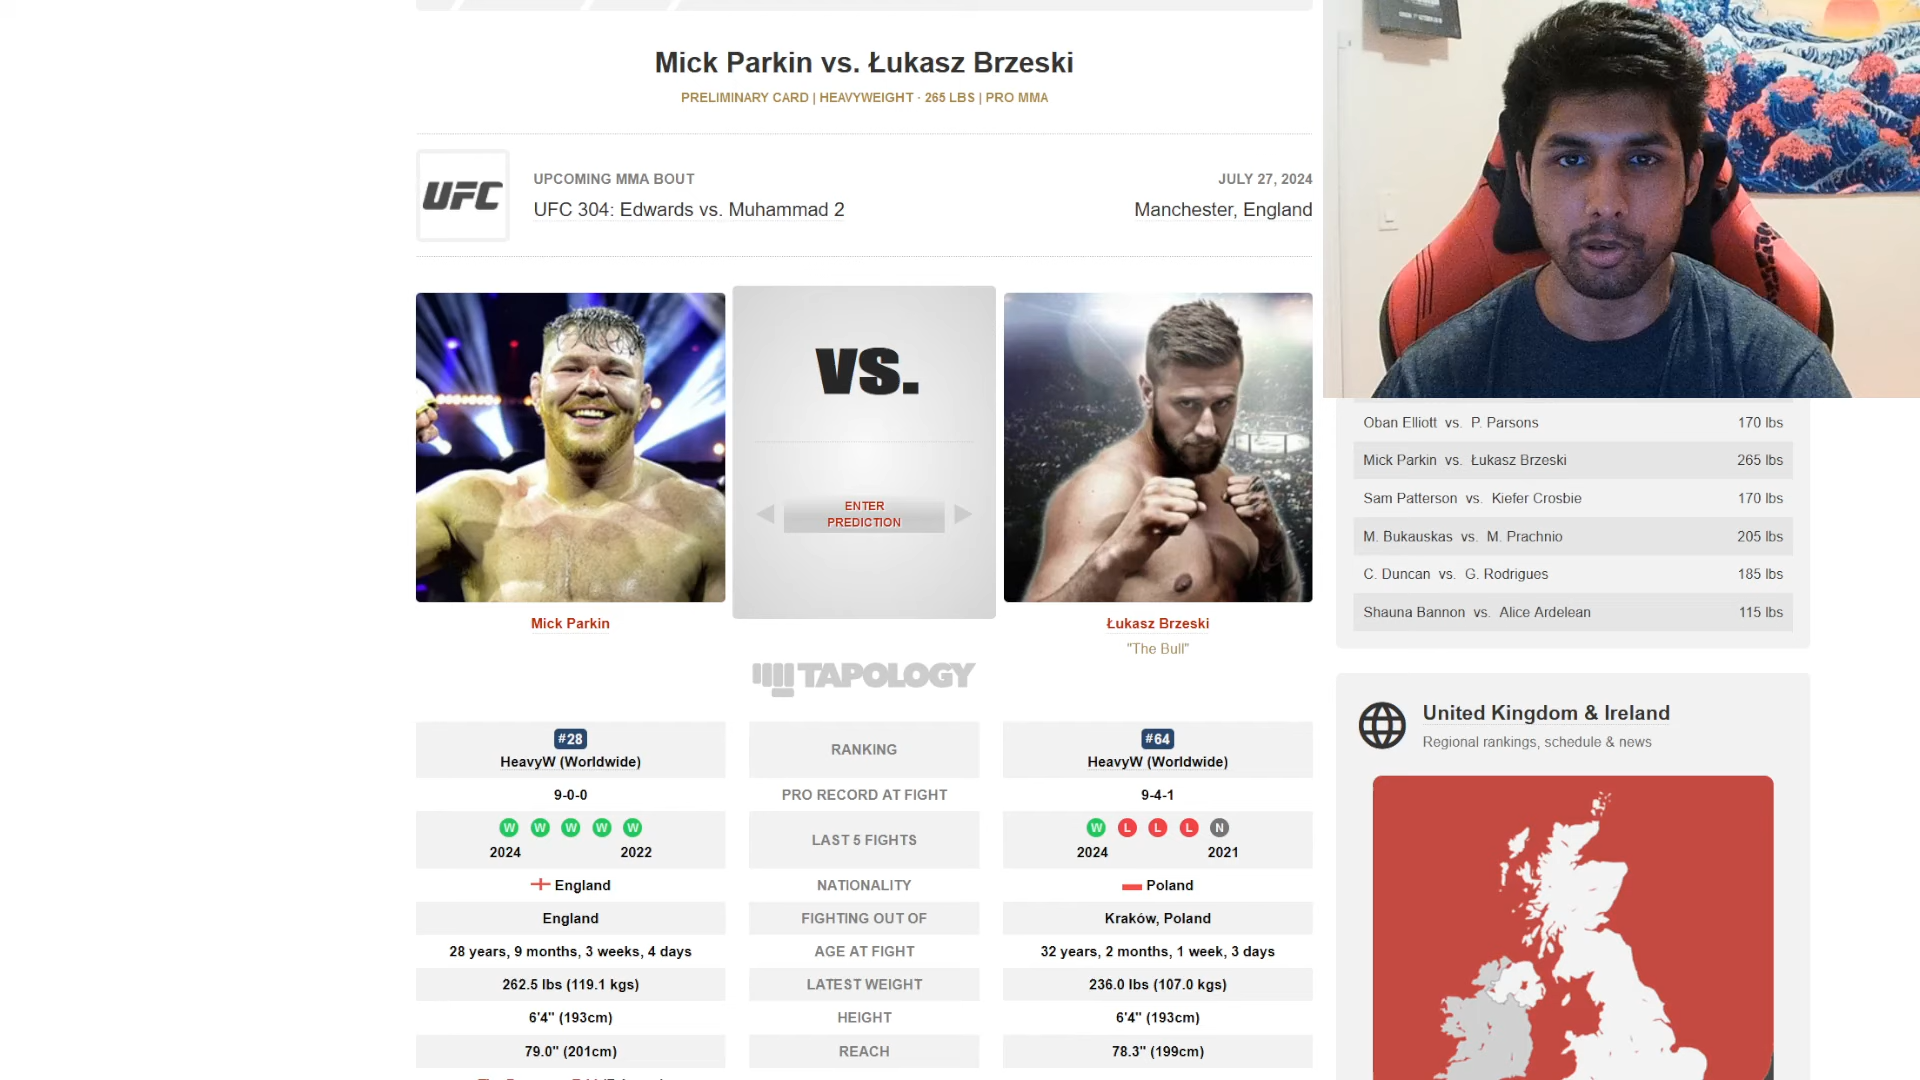 Mick Parkin vs. Łukasz Brzeski
PRELIMINARY CARD | HEAVYWEIGHT · 265 LBS | PRO MMA
UFC
UPCOMING MMA BOUT
JULY 27, 2024
UFC 304: Edwards vs. Muhammad 2
Manchester, England
VS.
ENTER
PREDICTION
Mick Parkin
Łukasz Brzeski
"The Bull"
TAPOLOGY
#28
HeavyW (Worldwide)
RANKING
#64
HeavyW (Worldwide)
9-0-0
PRO RECORD AT FIGHT
9-4-1
W W W W W
2024 2022
LAST 5 FIGHTS
W L L L N
2024 2021
England
NATIONALITY
Poland
England
FIGHTING OUT OF
Kraków, Poland
28 years, 9 months, 3 weeks, 4 days
AGE AT FIGHT
32 years, 2 months, 1 week, 3 days
262.5 lbs (119.1 kgs)
LATEST WEIGHT
236.0 lbs (107.0 kgs)
6'4" (193cm)
HEIGHT
6'4" (193cm)
79.0" (201cm)
REACH
78.3" (199cm)
Oban Elliott vs. P. Parsons 170 lbs
Mick Parkin vs. Łukasz Brzeski 265 lbs
Sam Patterson vs. Kiefer Crosbie 170 lbs
M. Bukauskas vs. M. Prachnio 205 lbs
C. Duncan vs. G. Rodrigues 185 lbs
Shauna Bannon vs. Alice Ardelean 115 lbs
United Kingdom & Ireland
Regional rankings, schedule & news